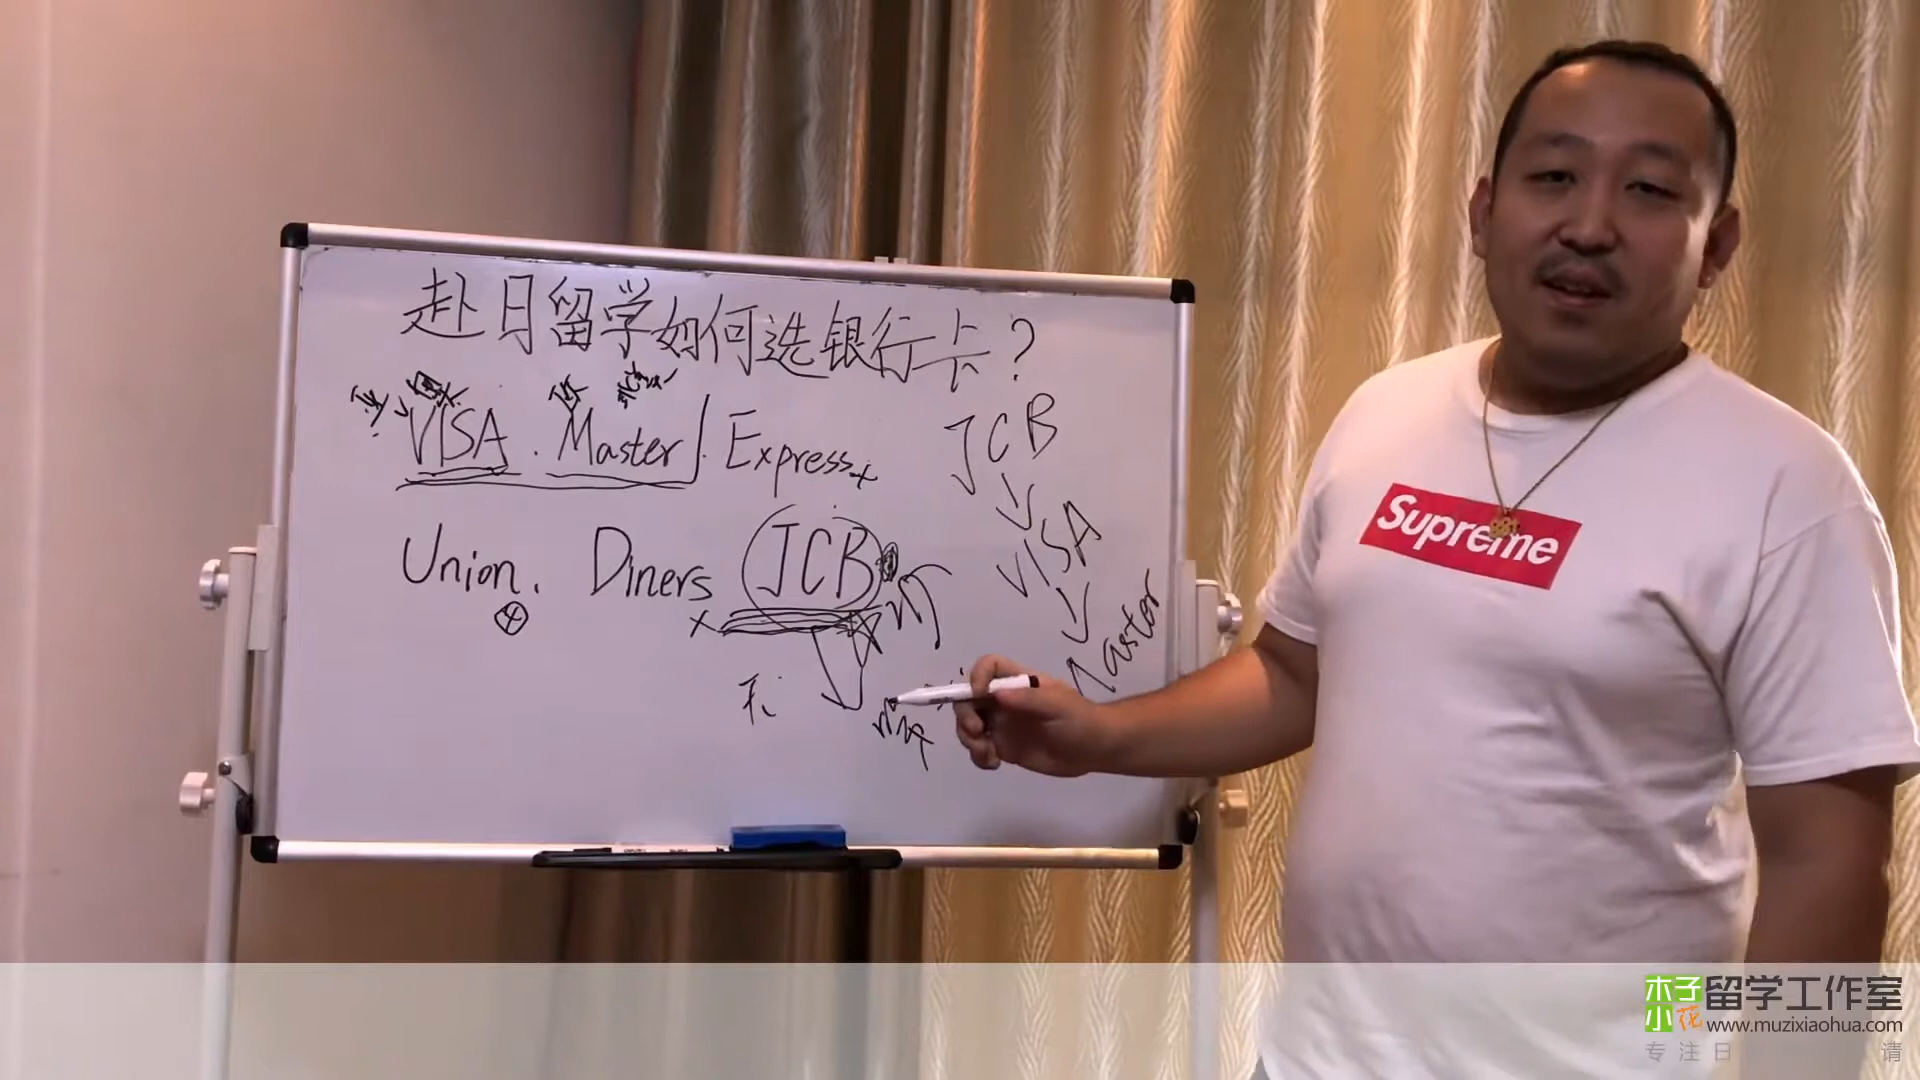 赴日留学如何选银行卡?
VISA . Master . Express
JCB
VISA
Master
Union. Diners JCB
Supreme
木子小花
留学工作室
www.muzixiaohua.com
专注日
请